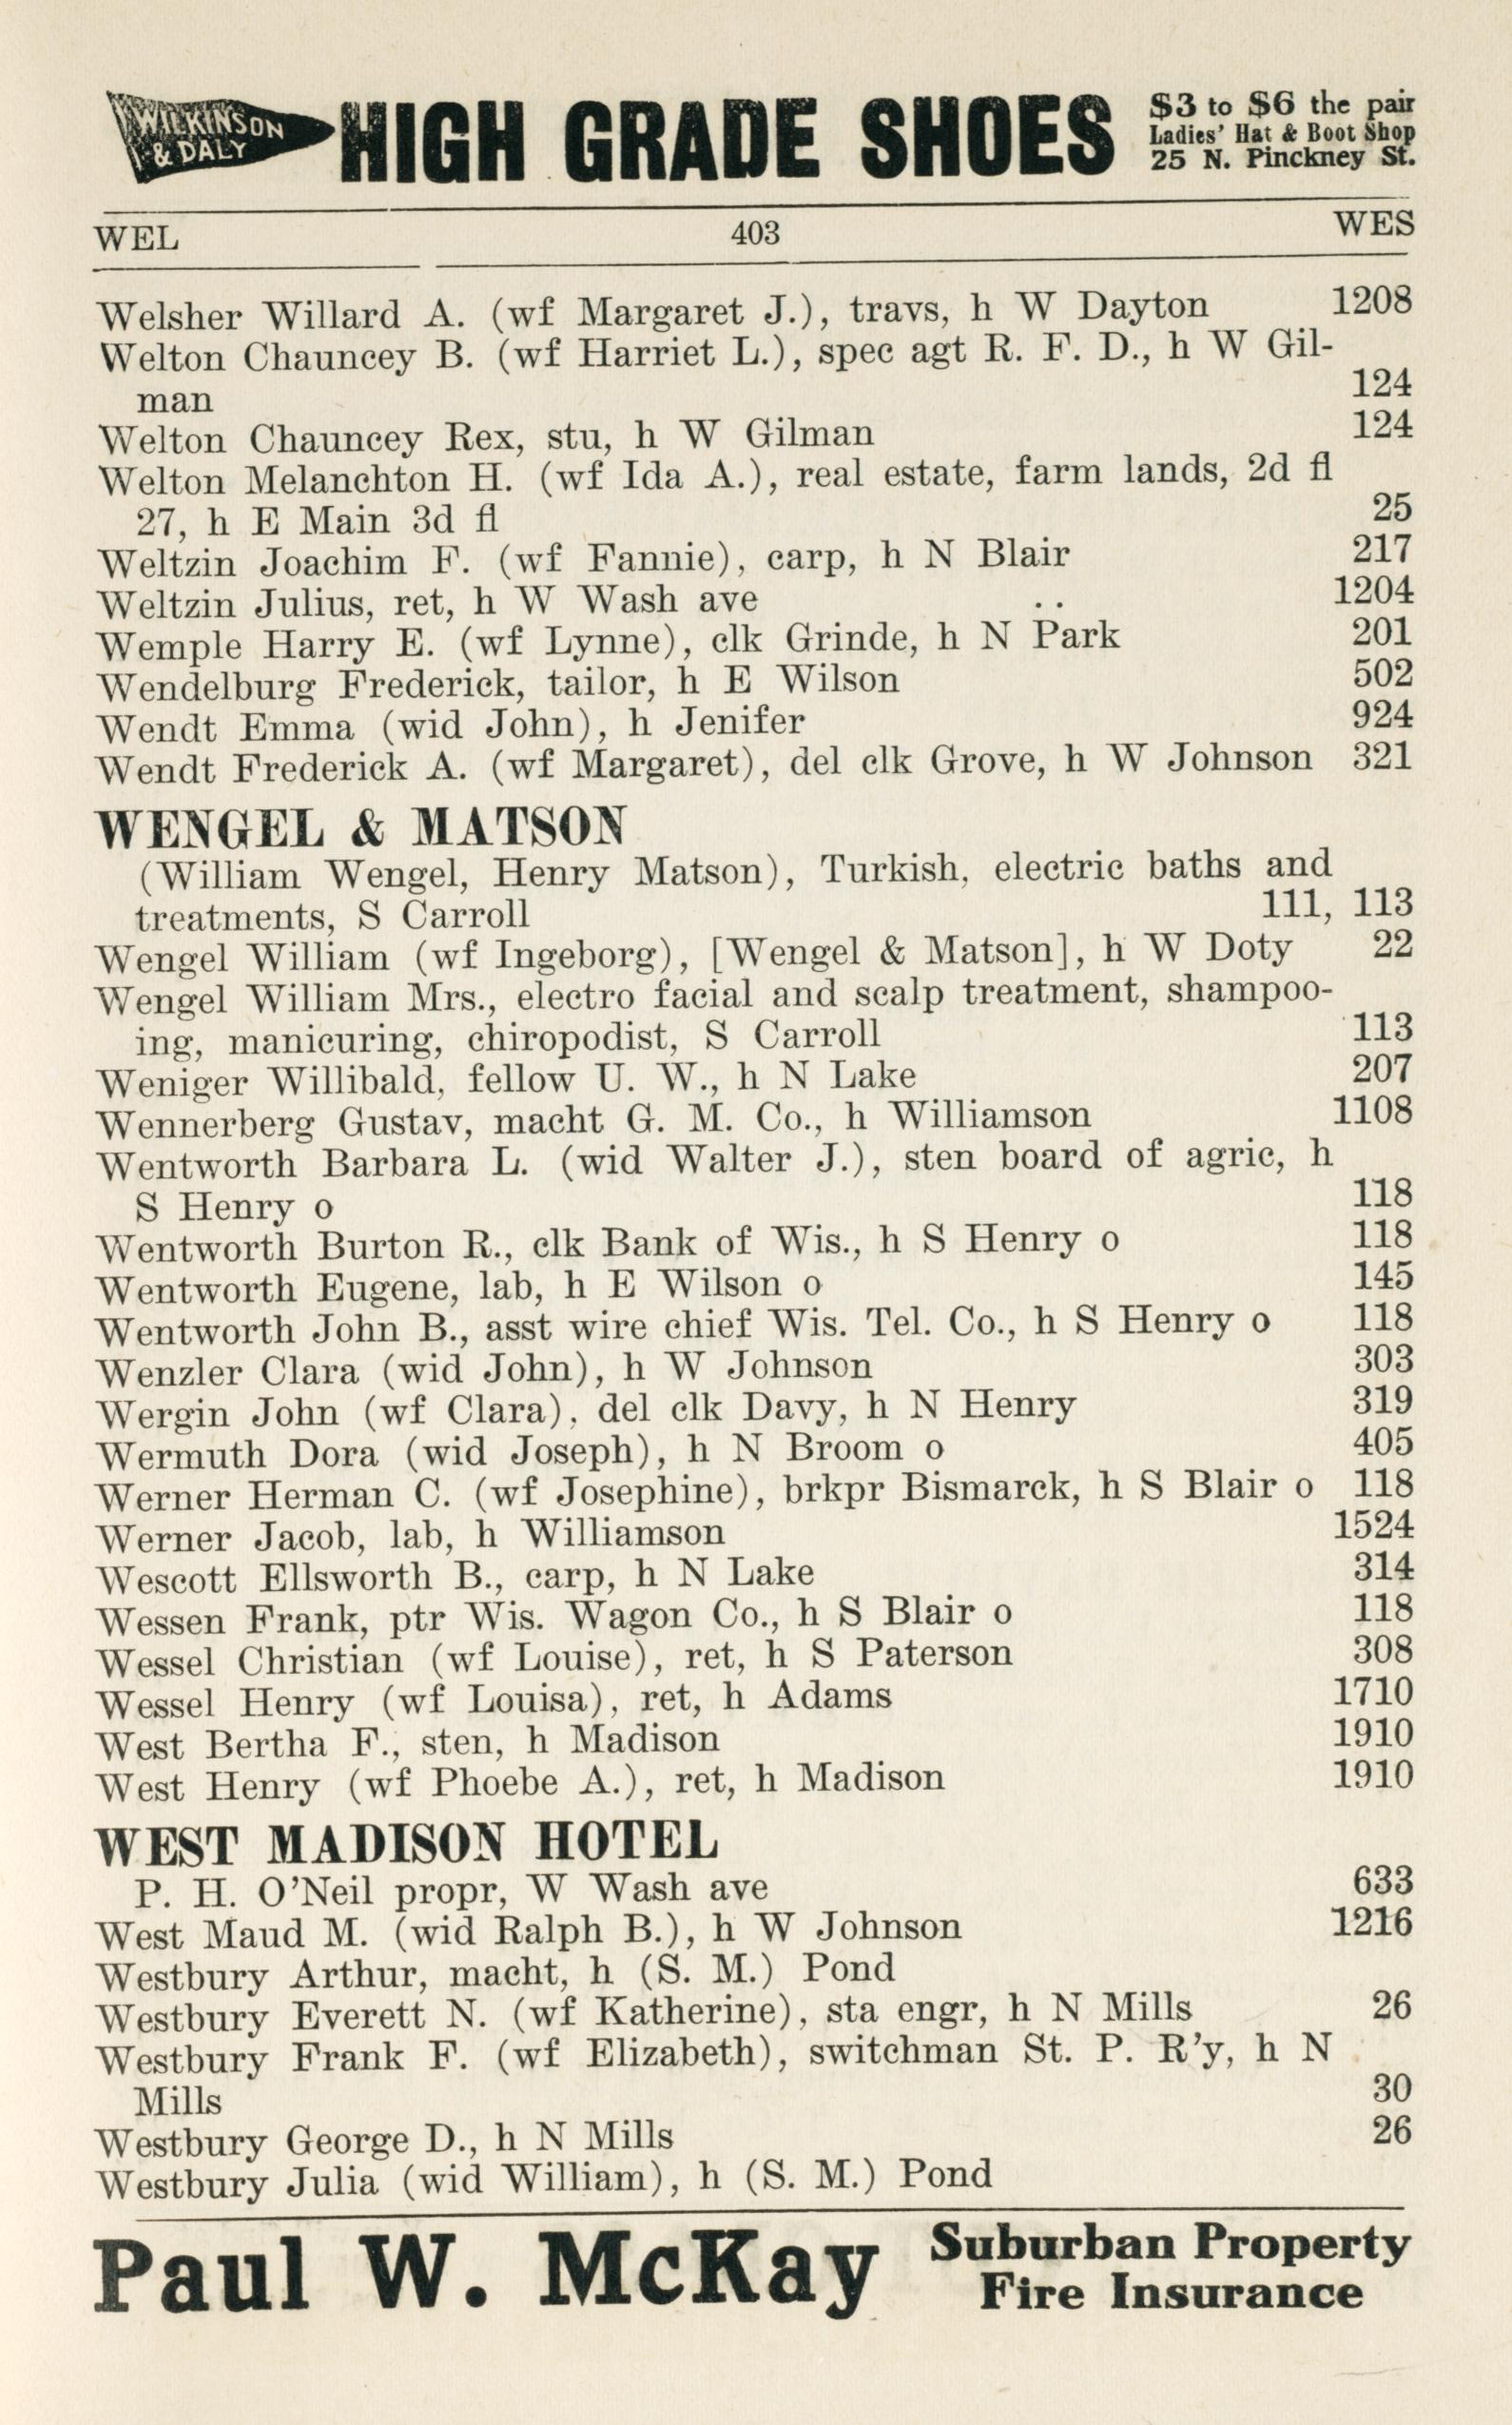 WILKINSON & DALY HIGH GRADE SHOES
$3 to $6 the pair
Ladies' Hat & Boot Shop
25 N. Pinckney St.
WEL 403 WES
Welsher Willard A. (wf Margaret J.), travs, h W Dayton 1208
Welton Chauncey B. (wf Harriet L.), spec agt R. F. D., h W Gil-
man 124
Welton Chauncey Rex, stu, h W Gilman 124
Welton Melanchton H. (wf Ida A.), real estate, farm lands, 2d fl
27, h E Main 3d fl 25
Weltzin Joachim F. (wf Fannie), carp, h N Blair 217
Weltzin Julius, ret, h W Wash ave 1204
Wemple Harry E. (wf Lynne), clk Grinde, h N Park 201
Wendelburg Frederick, tailor, h E Wilson 502
Wendt Emma (wid John), h Jenifer 924
Wendt Frederick A. (wf Margaret), del clk Grove, h W Johnson 321
WENGEL & MATSON
(William Wengel, Henry Matson), Turkish, electric baths and
treatments, S Carroll 111, 113
Wengel William (wf Ingeborg), [Wengel & Matson], h W Doty 22
Wengel William Mrs., electro facial and scalp treatment, shampoo-
ing, manicuring, chiropodist, S Carroll 113
Weniger Willibald, fellow U. W., h N Lake 207
Wennerberg Gustav, macht G. M. Co., h Williamson 1108
Wentworth Barbara L. (wid Walter J.), sten board of agric, h
S Henry o 118
Wentworth Burton R., clk Bank of Wis., h S Henry o 118
Wentworth Eugene, lab, h E Wilson o 145
Wentworth John B., asst wire chief Wis. Tel. Co., h S Henry o 118
Wenzler Clara (wid John), h W Johnson 303
Wergin John (wf Clara), del clk Davy, h N Henry 319
Wermuth Dora (wid Joseph), h N Broom o 405
Werner Herman C. (wf Josephine), brkpr Bismarck, h S Blair o 118
Werner Jacob, lab, h Williamson 1524
Wescott Ellsworth B., carp, h N Lake 314
Wessen Frank, ptr Wis. Wagon Co., h S Blair o 118
Wessel Christian (wf Louise), ret, h S Paterson 308
Wessel Henry (wf Louisa), ret, h Adams 1710
West Bertha F., sten, h Madison 1910
West Henry (wf Phoebe A.), ret, h Madison 1910
WEST MADISON HOTEL
P. H. O'Neil propr, W Wash ave 633
West Maud M. (wid Ralph B.), h W Johnson 1216
Westbury Arthur, macht, h (S. M.) Pond
Westbury Everett N. (wf Katherine), sta engr, h N Mills 26
Westbury Frank F. (wf Elizabeth), switchman St. P. R'y, h N
Mills 30
Westbury George D., h N Mills 26
Westbury Julia (wid William), h (S. M.) Pond
Paul W. McKay
Suburban Property
Fire Insurance